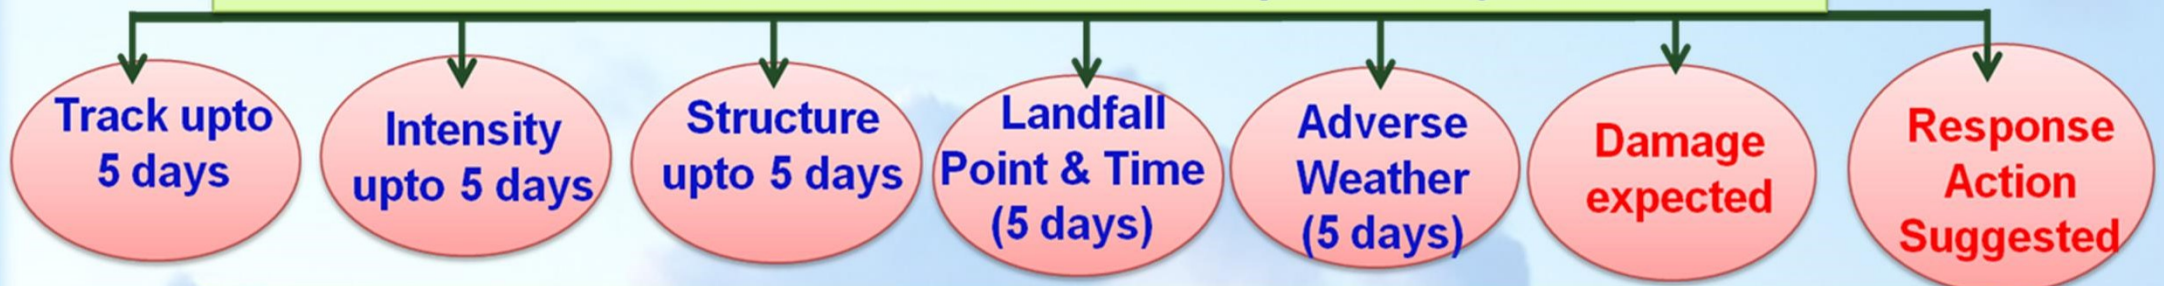 Track upto
5 days
Intensity
upto 5 days
Structure
upto 5 days
Landfall
Point & Time
(5 days)
Adverse
Weather
(5 days)
Damage
expected
Response
Action
Suggested